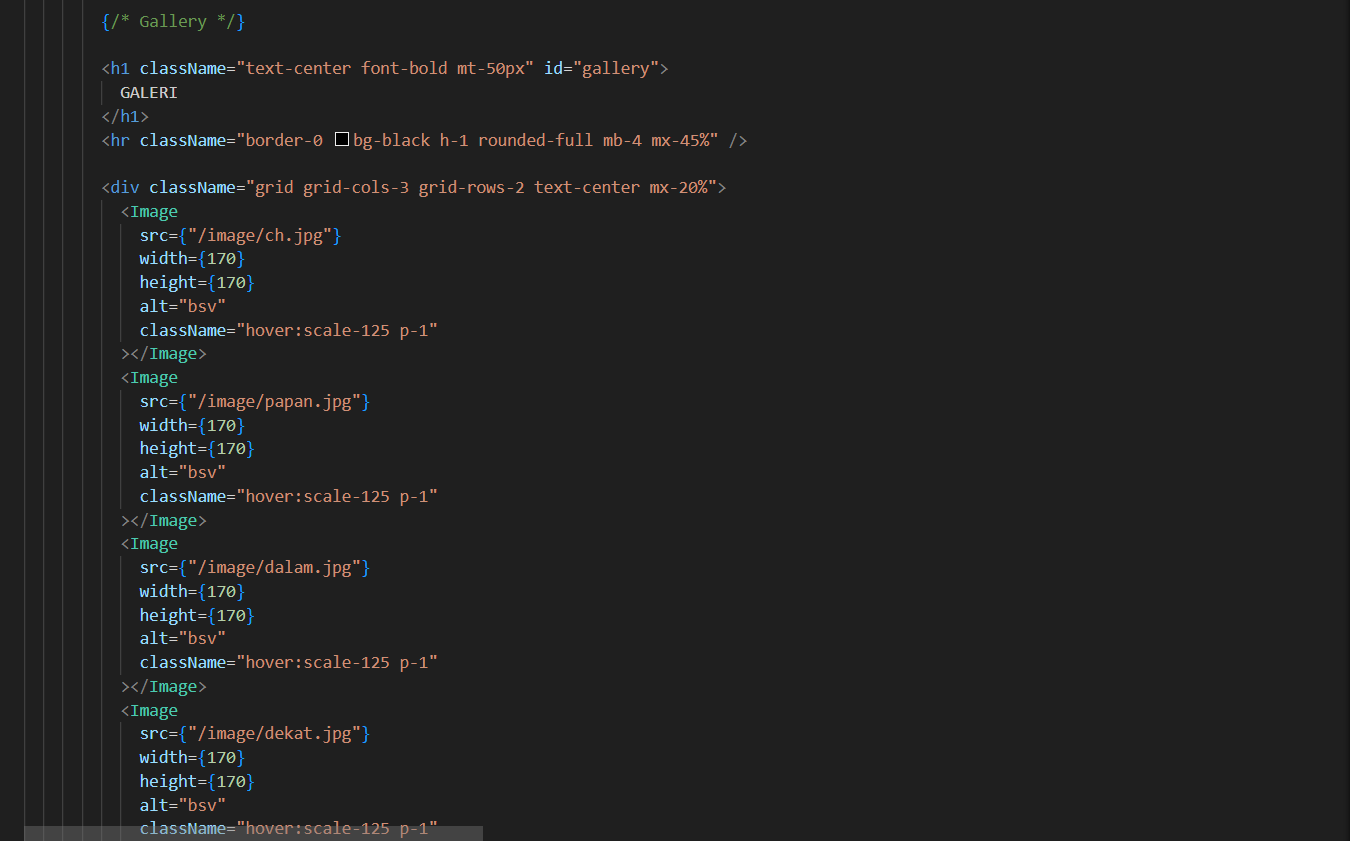 {/* Gallery */}
<h1 className="text-center font-bold mt-50px" id="gallery">
GALERI
</h1>
<hr className="border-0 bg-black h-1 rounded-full mb-4 mx-45%" />
<div className="grid grid-cols-3 grid-rows-2 text-center mx-20%">
<Image
src={"/image/ch.jpg"}
width={170}
height={170}
alt="bsv"
className="hover:scale-125 p-1"
></Image>
<Image
src={"/image/papan.jpg"}
width={170}
height={170}
alt="bsv"
className="hover:scale-125 p-1"
></Image>
<Image
src={"/image/dalam.jpg"}
width={170}
height={170}
alt="bsv"
className="hover:scale-125 p-1"
></Image>
<Image
src={"/image/dekat.jpg"}
width={170}
height={170}
alt="bsv"
className="hover:scale-125 p-1"